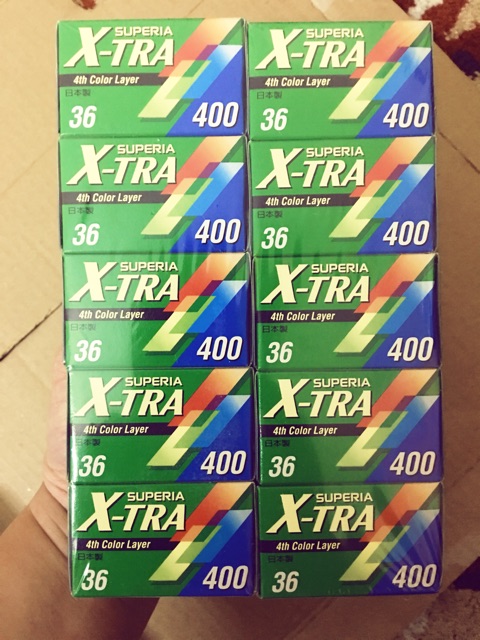 SUPERIA
X-TRA
4th Color Layer
日本製
36
400
SUPERIA
X-TRA
4th Color Layer
日本製
36
400
SUPERIA
X-TRA
4th Color Layer
日本製
36
400
SUPERIA
X-TRA
4th Color Layer
日本製
36
400
SUPERIA
X-TRA
4th Color Layer
日本製
36
400
SUPERIA
X-TRA
4th Color Layer
日本製
36
400
SUPERIA
X-TRA
4th Color Layer
日本製
36
400
SUPERIA
X-TRA
4th Color Layer
日本製
36
400
SUPERIA
X-TRA
4th Color Layer
日本製
36
400
SUPERIA
X-TRA
4th Color Layer
日本製
36
400